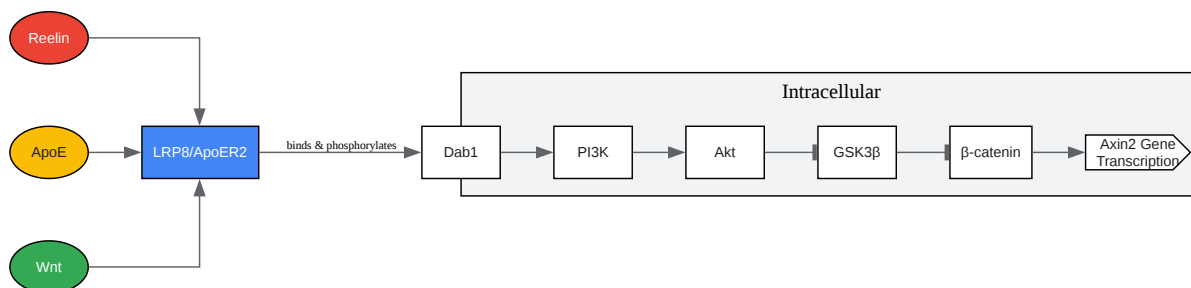 Reelin
Intracellular
ApoE
LRP8/ApoER2
binds & phosphorylates
Dab1
PI3K
Akt
GSK3β
β-catenin
Axin2 Gene
Transcription
Wnt